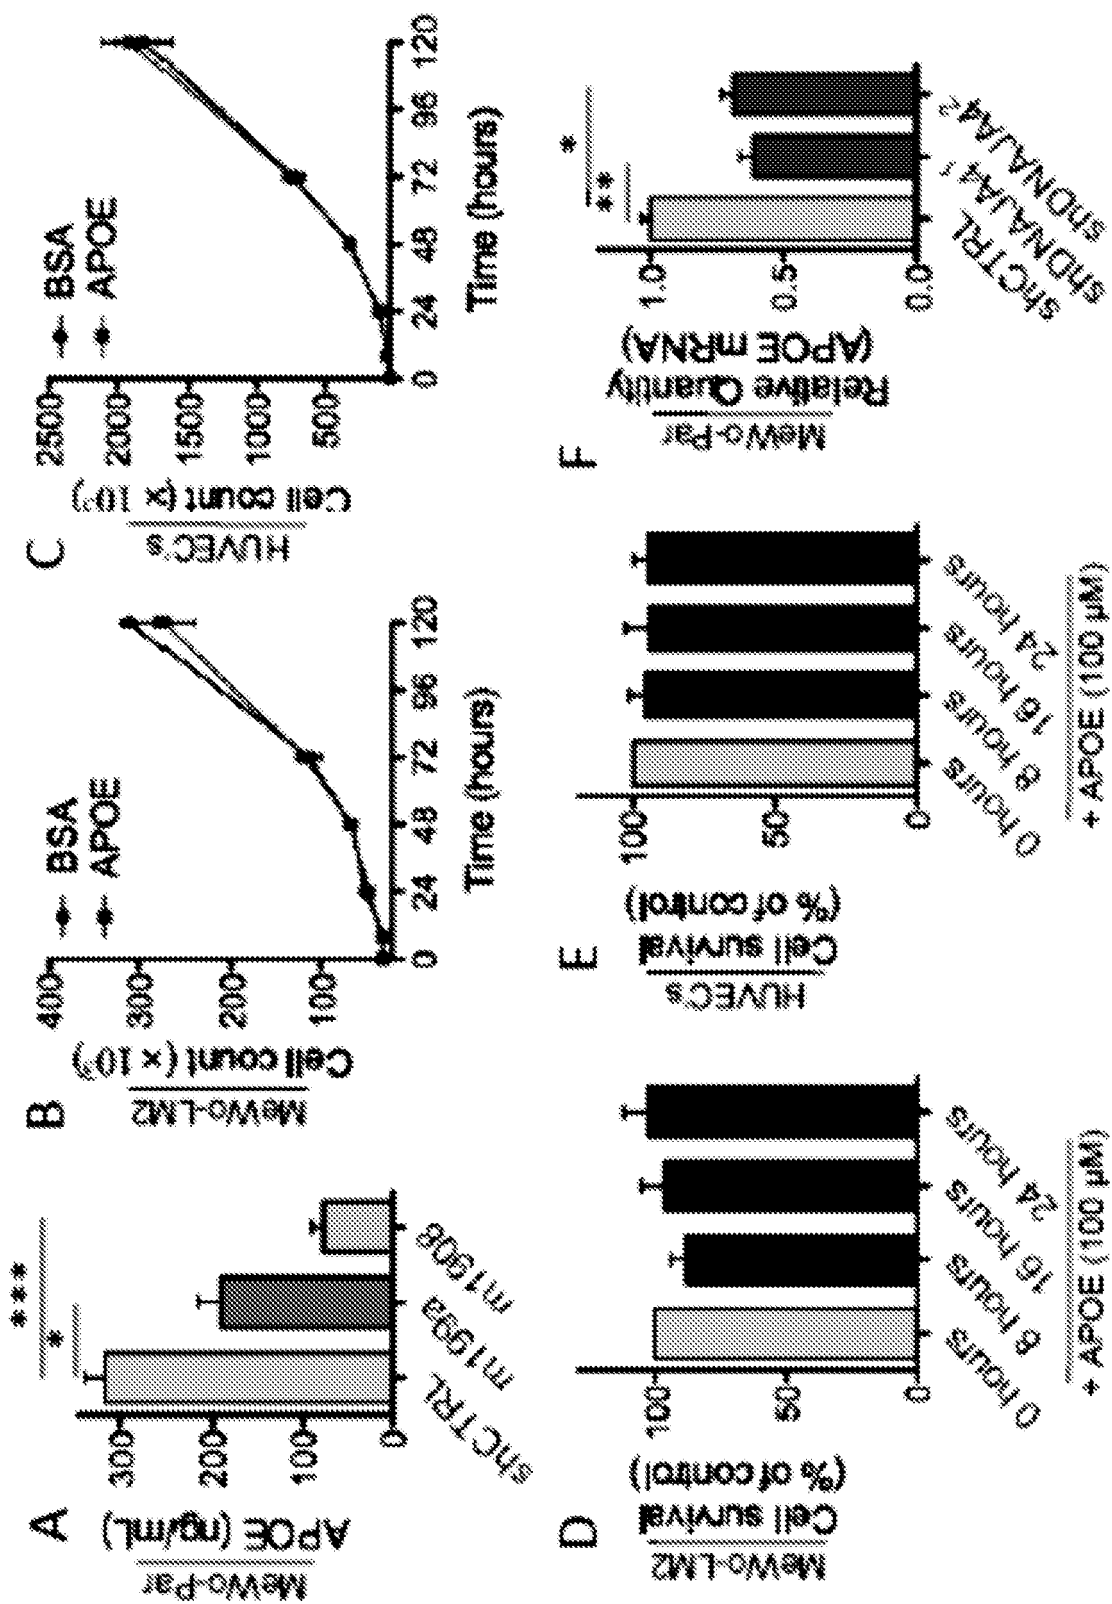 A
MeWo-Par
APOE (ng/mL)
300
200
100
0
shCTRL
m199a
m1908
*
***
B
MeWo-LM2
Cell count (× 10³)
400
300
200
100
0
24
48
72
96
120
Time (hours)
BSA
APOE
C
HUVEC's
Cell count (× 10³)
2500
2000
1500
1000
500
0
24
48
72
96
120
Time (hours)
BSA
APOE
D
MeWo-LM2
Cell survival
(% of control)
100
50
0
0 hours
8 hours
16 hours
24 hours
+ APOE (100 µM)
E
HUVEC's
Cell survival
(% of control)
100
50
0
0 hours
8 hours
16 hours
24 hours
+ APOE (100 µM)
F
MeWo-Par
Relative Quantity
(APOE mRNA)
1.0
0.5
0.0
shCTRL
shDNAJA4¹
shDNAJA4²
**
*